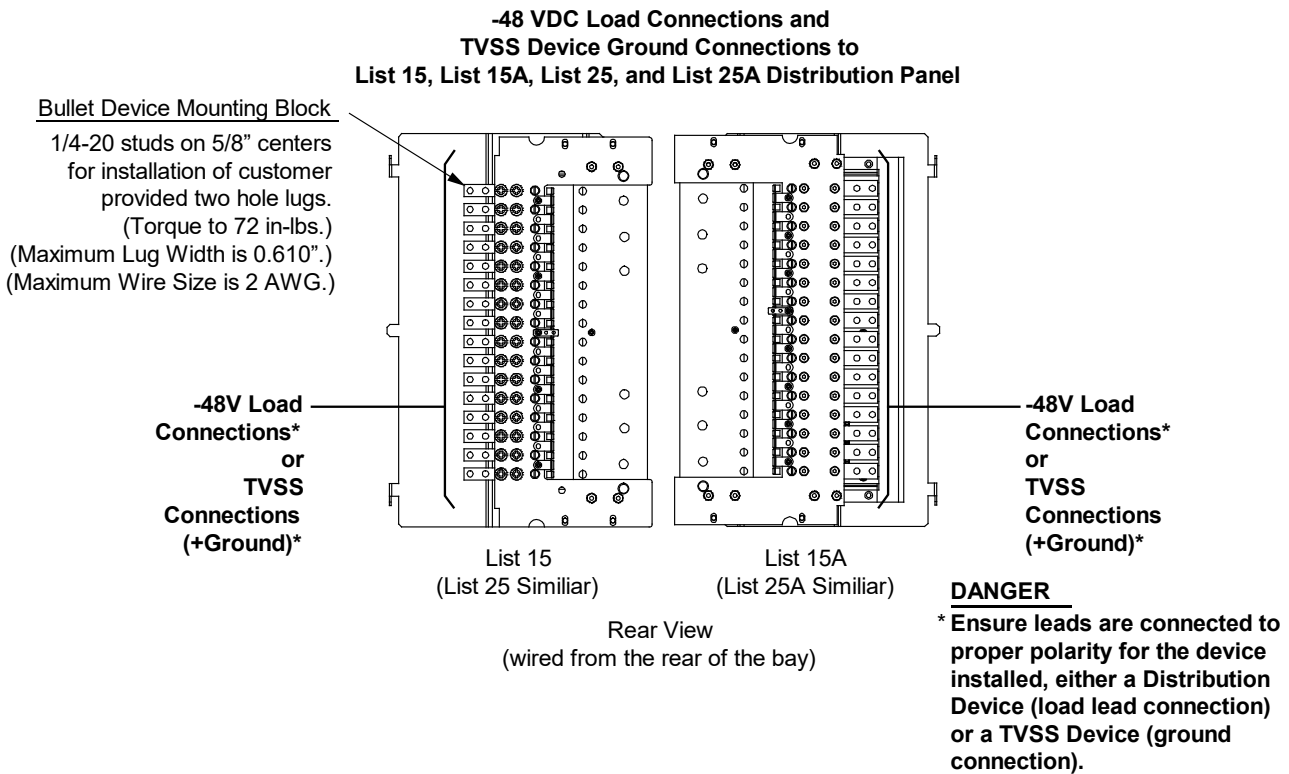 -48 VDC Load Connections and
TVSS Device Ground Connections to
List 15, List 15A, List 25, and List 25A Distribution Panel
Bullet Device Mounting Block
1/4-20 studs on 5/8” centers
for installation of customer
provided two hole lugs.
(Torque to 72 in-lbs.)
(Maximum Lug Width is 0.610”.)
(Maximum Wire Size is 2 AWG.)
-48V Load
Connections*
or
TVSS
Connections
(+Ground)*
-48V Load
Connections*
or
TVSS
Connections
(+Ground)*
List 15
(List 25 Similiar)
List 15A
(List 25A Similiar)
Rear View
(wired from the rear of the bay)
DANGER
* Ensure leads are connected to
proper polarity for the device
installed, either a Distribution
Device (load lead connection)
or a TVSS Device (ground
connection).